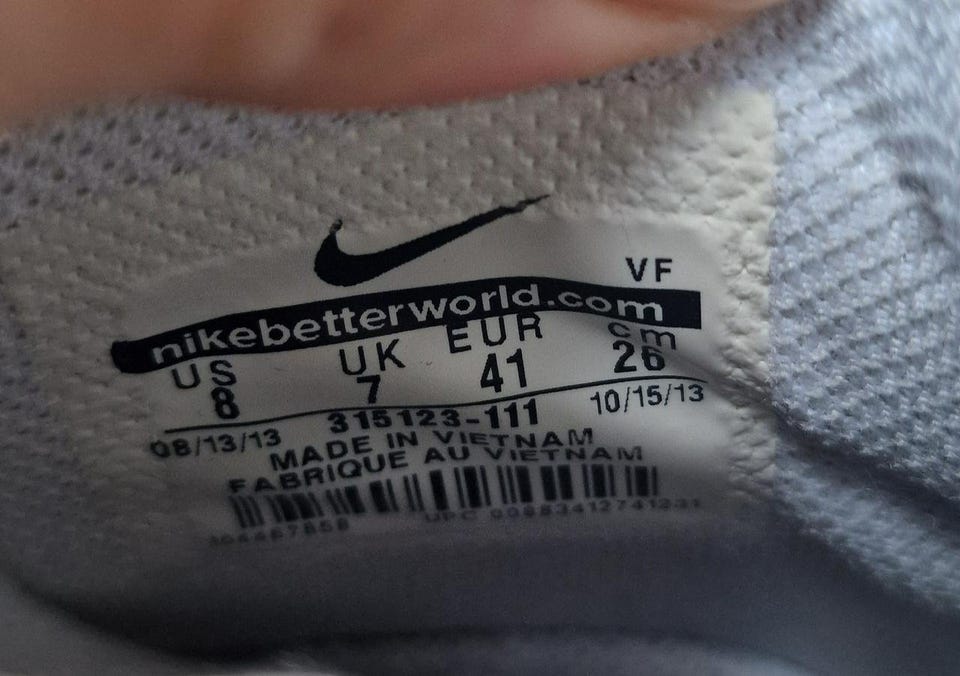 VF
nikebetterworld.com
US UK EUR cm
8 7 41 26
08/13/13 315123-111 10/15/13
MADE IN VIETNAM
FABRIQUE AU VIETNAM
UPC